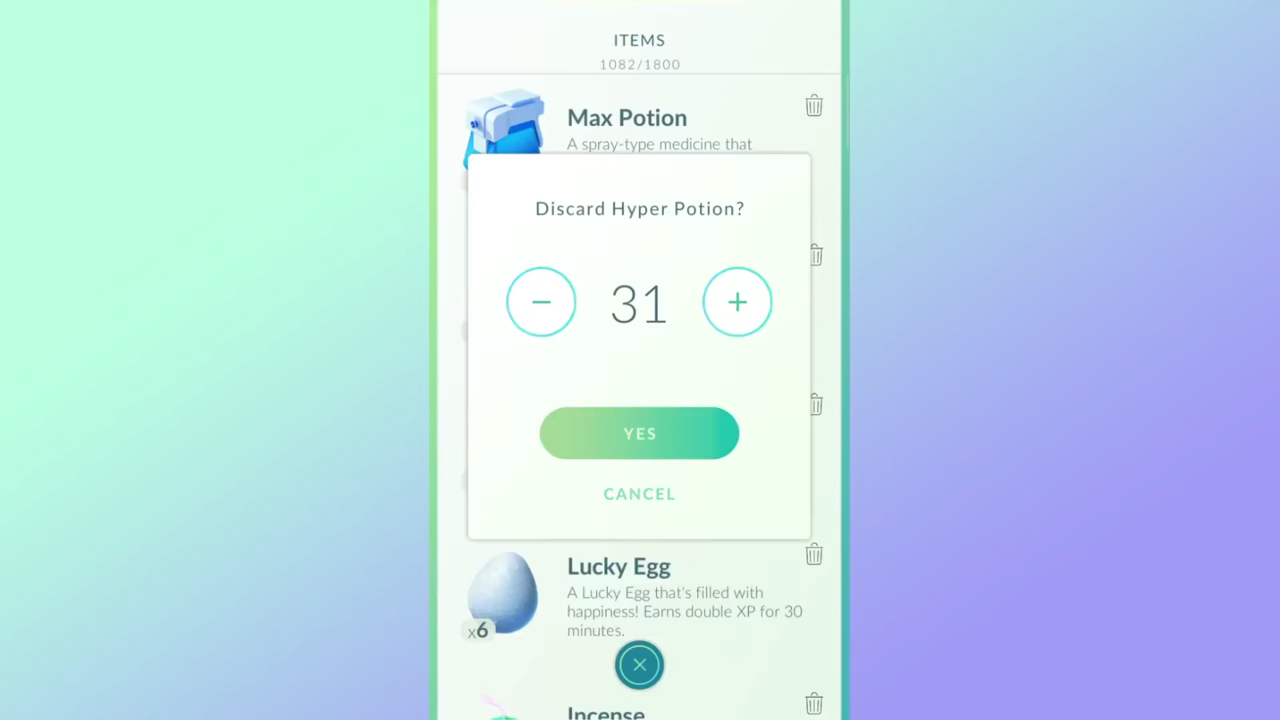 ITEMS
1082/1800
Max Potion
A spray-type medicine that
Discard Hyper Potion?
− 31 +
YES
CANCEL
Lucky Egg
A Lucky Egg that's filled with
happiness! Earns double XP for 30
minutes.
x6
Incense